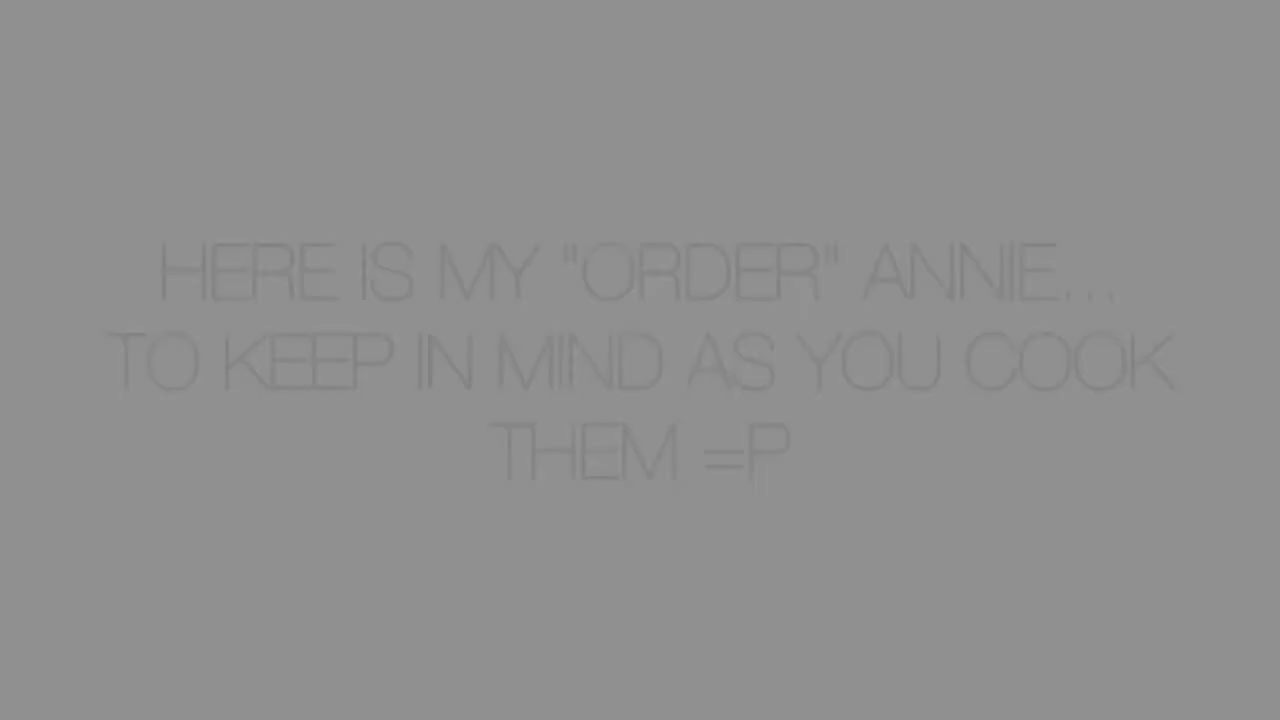 HERE IS MY "ORDER" ANNIE...
TO KEEP IN MIND AS YOU COOK
THEM =P